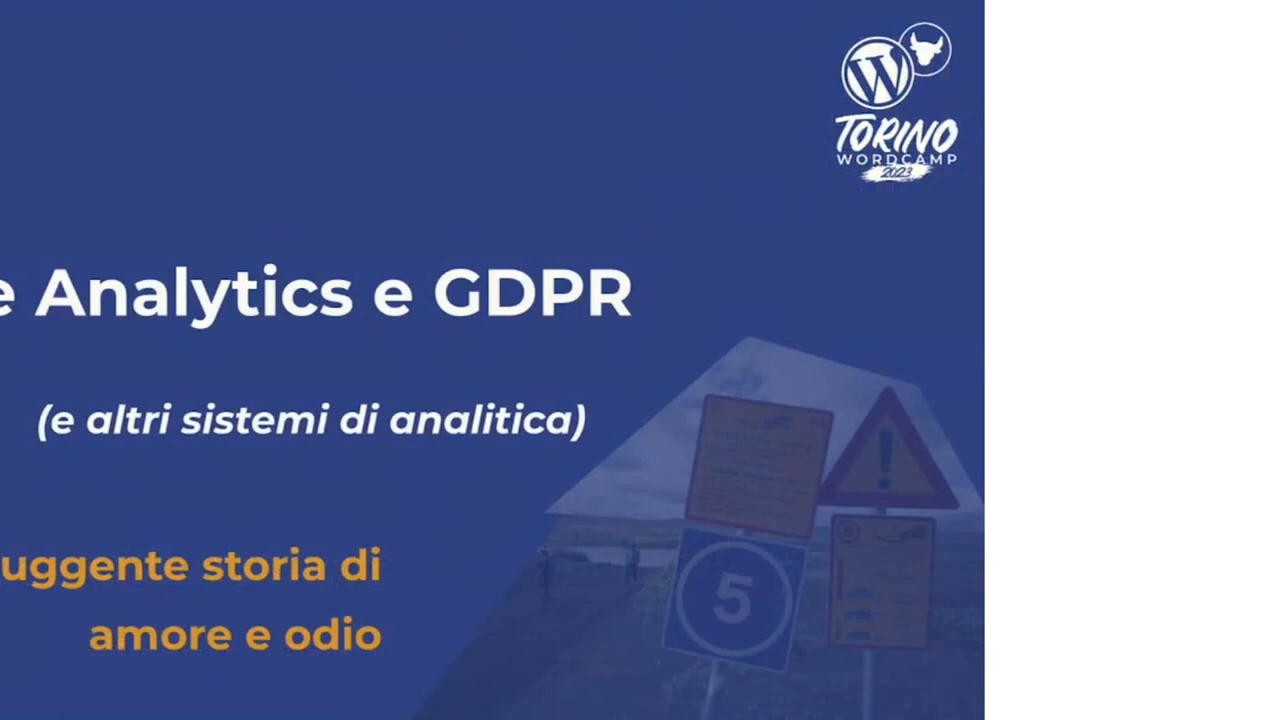 TORINO
WORDCAMP
2023
e Analytics e GDPR
(e altri sistemi di analitica)
uggente storia di
amore e odio
5